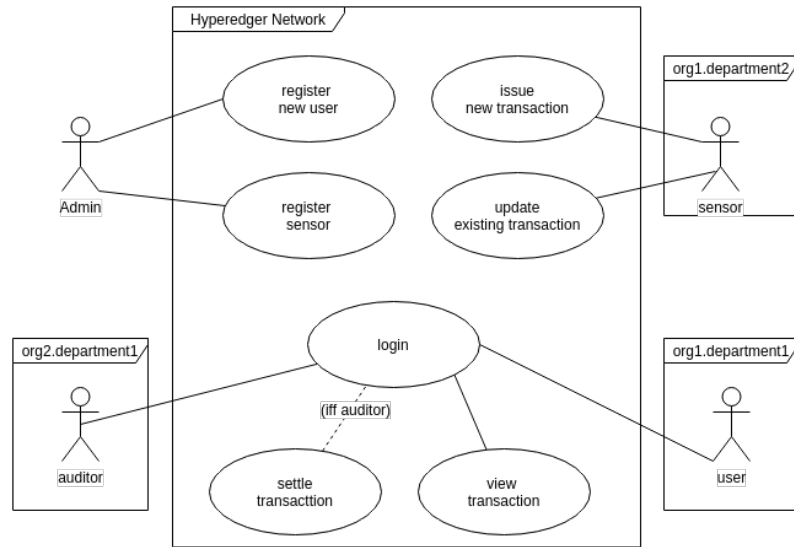 Hyperedger Network
org1.department2
register
new user
issue
new transaction
Admin
sensor
register
sensor
update
existing transaction
org2.department1
login
org1.department1
(iff auditor)
auditor
user
settle
transacttion
view
transaction